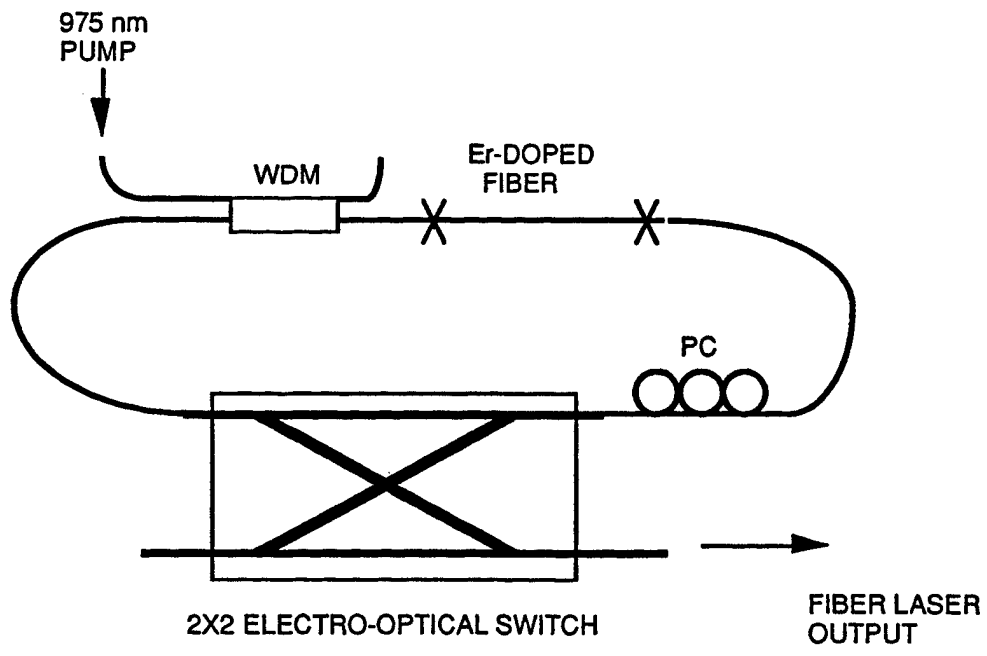 975 nm
PUMP
WDM
Er-DOPED
FIBER
PC
2X2 ELECTRO-OPTICAL SWITCH
FIBER LASER
OUTPUT